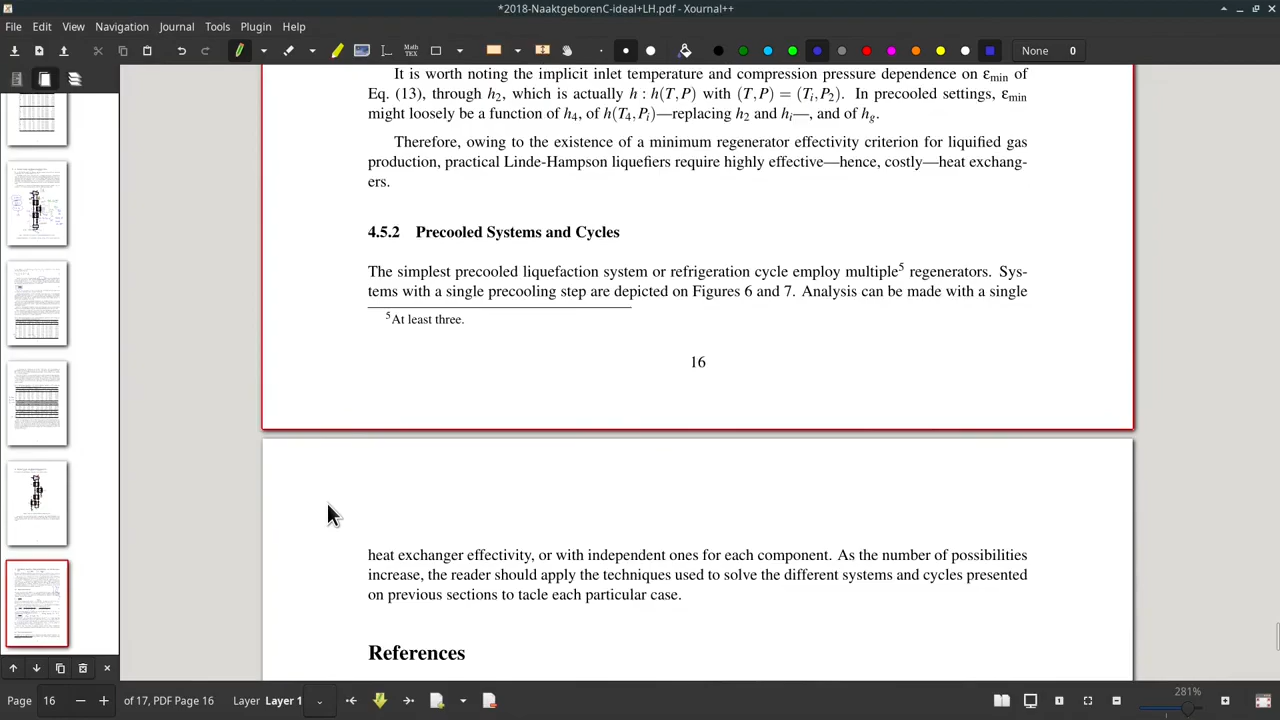 *2018-NaaktgeborenC-ideal+LH.pdf - Xournal++
File Edit View Navigation Journal Tools Plugin Help
Math
TEX
None 0
It is worth noting the implicit inlet temperature and compression pressure dependence on εmin of
Eq. (13), through h2, which is actually h : h(T,P) with (T,P) = (Ti,P2). In precooled settings, εmin
might loosely be a function of h4, of h(T4,Pi)—replacing h2 and hi—, and of hg.
Therefore, owing to the existence of a minimum regenerator effectivity criterion for liquified gas
production, practical Linde-Hampson liquefiers require highly effective—hence, costly—heat exchang-
ers.
4.5.2 Precooled Systems and Cycles
The simplest precooled liquefaction system or refrigeration cycle employ multiple5 regenerators. Sys-
tems with a single precooling step are depicted on Figures 6 and 7. Analysis can be made with a single
5At least three.
16
heat exchanger effectivity, or with independent ones for each component. As the number of possibilities
increase, the reader should apply the techniques used to solve the different systems and cycles presented
on previous sections to tacle each particular case.
References
Page 16 of 17, PDF Page 16 Layer Layer 1 281%